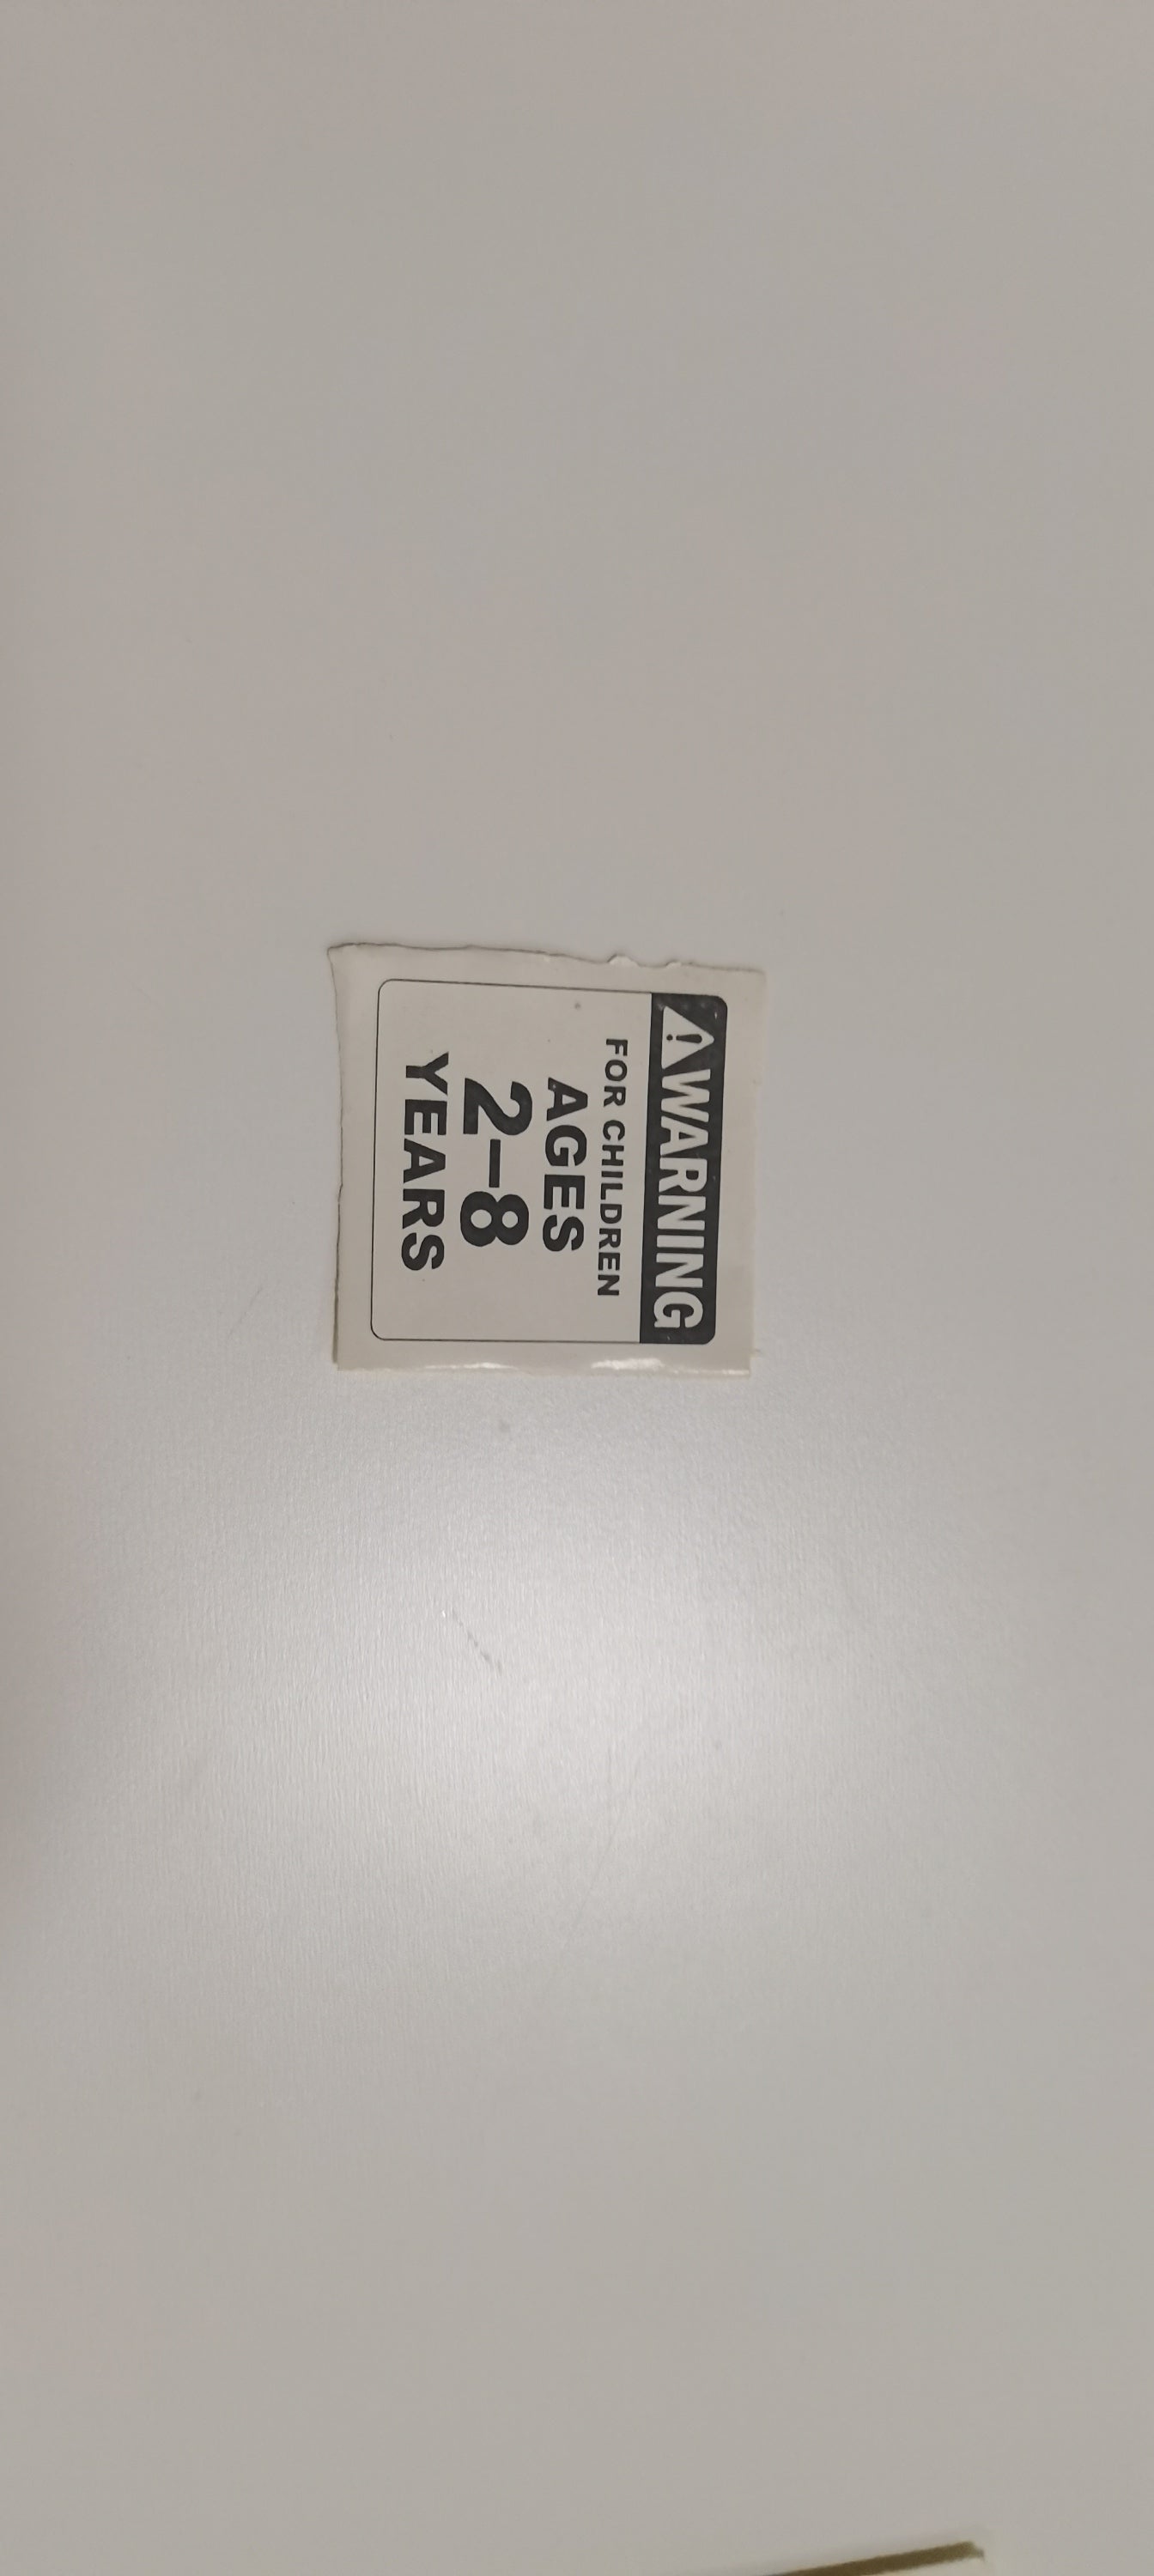 WARNING
FOR CHILDREN
AGES
2-8
YEARS